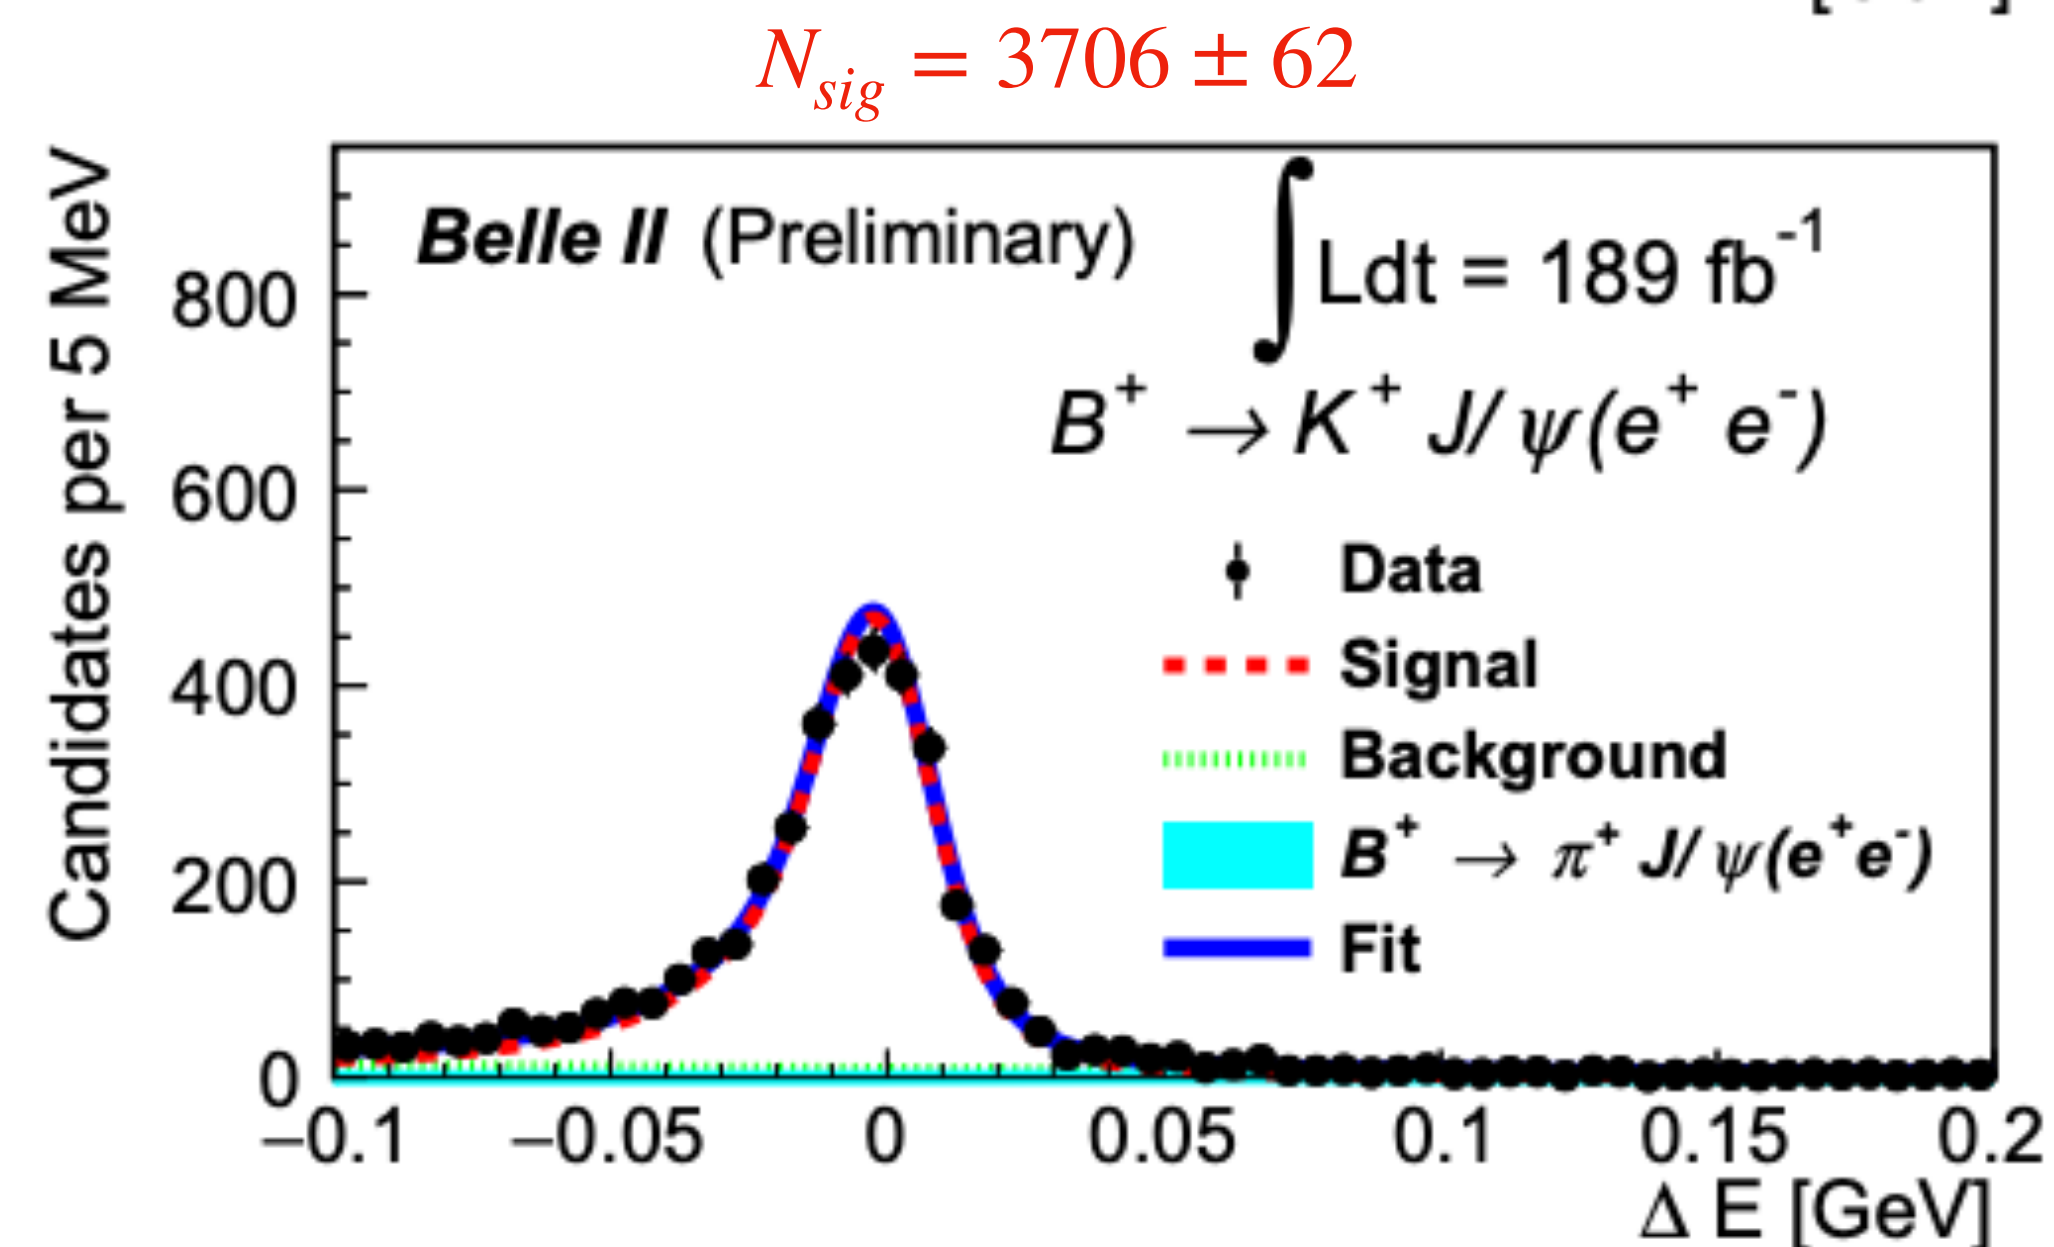 N_sig = 3706 ± 62
Belle II (Preliminary)
∫Ldt = 189 fb⁻¹
B⁺ → K⁺ J/ψ(e⁺ e⁻)
Data
Signal
Background
B⁺ → π⁺ J/ψ(e⁺e⁻)
Fit
Candidates per 5 MeV
800
600
400
200
0
−0.1 −0.05 0 0.05 0.1 0.15 0.2
Δ E [GeV]